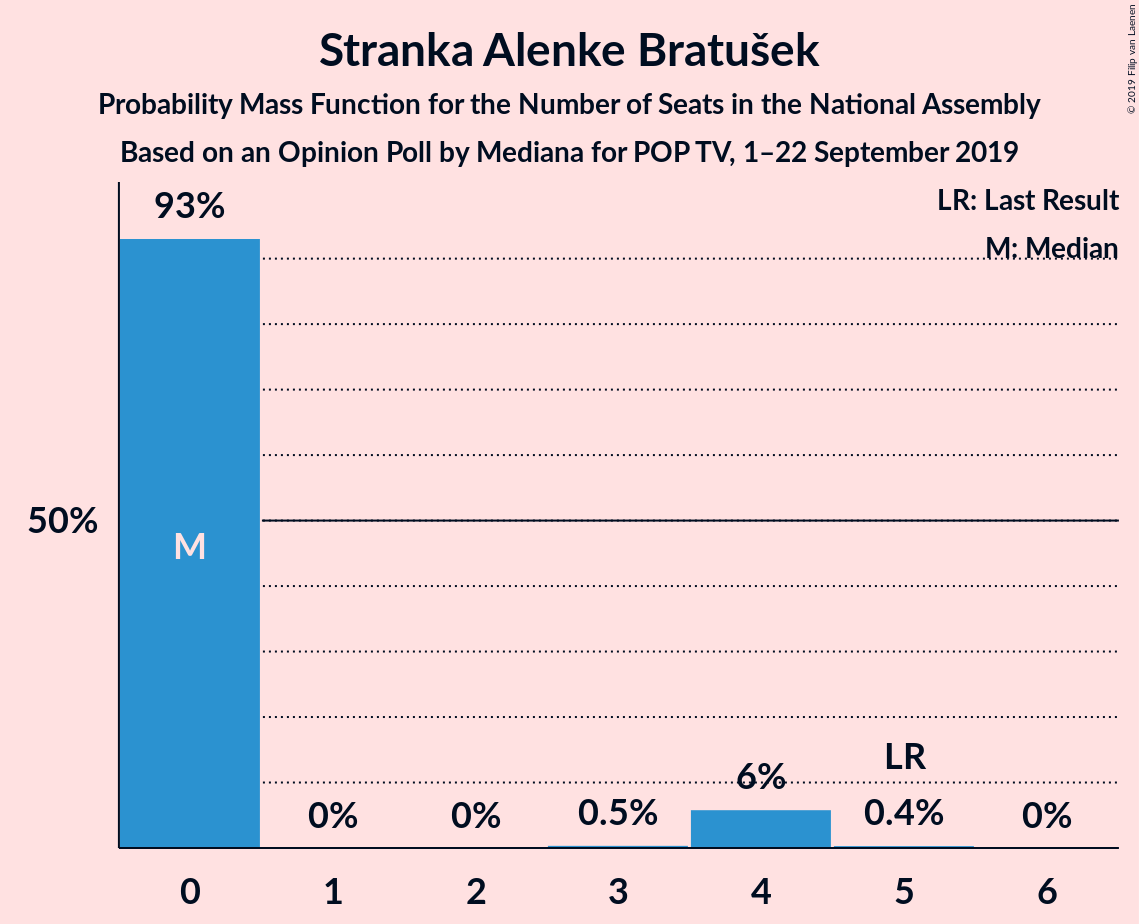 Stranka Alenke Bratušek
Probability Mass Function for the Number of Seats in the National Assembly
Based on an Opinion Poll by Mediana for POP TV, 1–22 September 2019
© 2019 Filip van Laenen
LR: Last Result
M: Median
93%
50%
M
0%
0%
0.5%
6%
LR
0.4%
0%
0
1
2
3
4
5
6